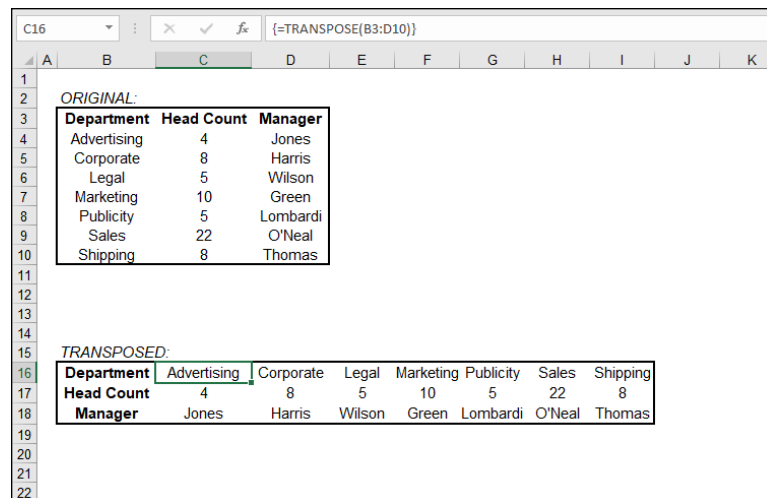 C16 fx {=TRANSPOSE(B3:D10)}
A B C D E F G H I J K
1
2 ORIGINAL:
3 Department Head Count Manager
4 Advertising 4 Jones
5 Corporate 8 Harris
6 Legal 5 Wilson
7 Marketing 10 Green
8 Publicity 5 Lombardi
9 Sales 22 O'Neal
10 Shipping 8 Thomas
11
12
13
14
15 TRANSPOSED:
16 Department Advertising Corporate Legal Marketing Publicity Sales Shipping
17 Head Count 4 8 5 10 5 22 8
18 Manager Jones Harris Wilson Green Lombardi O'Neal Thomas
19
20
21
22